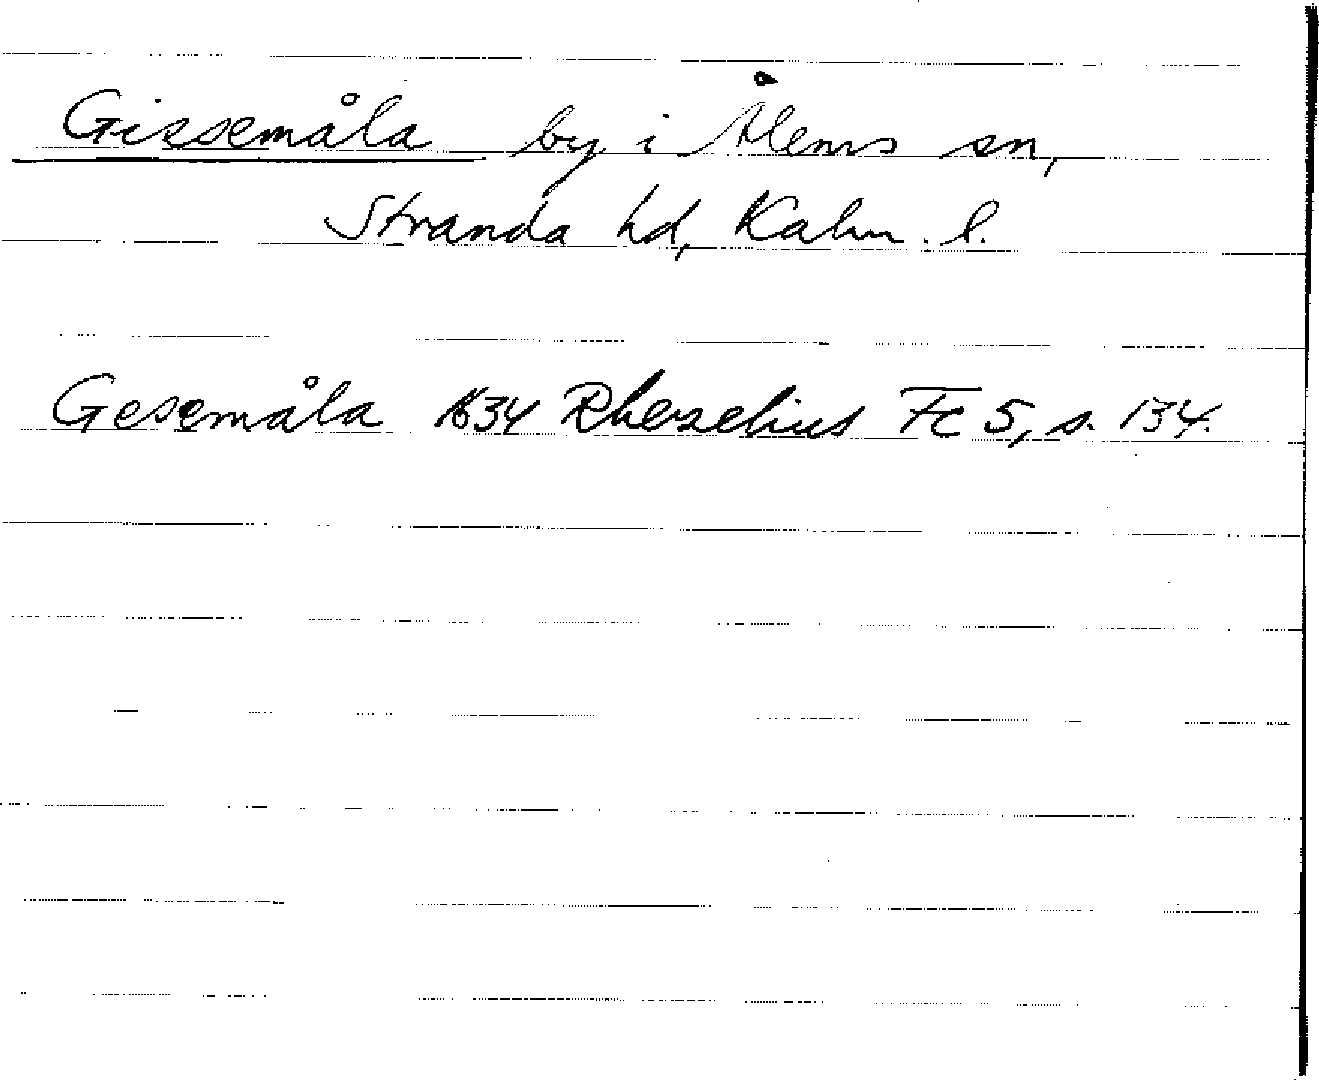 Gissemåla by i Ålems sn,
Stranda hd, Kalm. l.
Gesemåla 1634 Rhezelius Fc 5, s. 134.